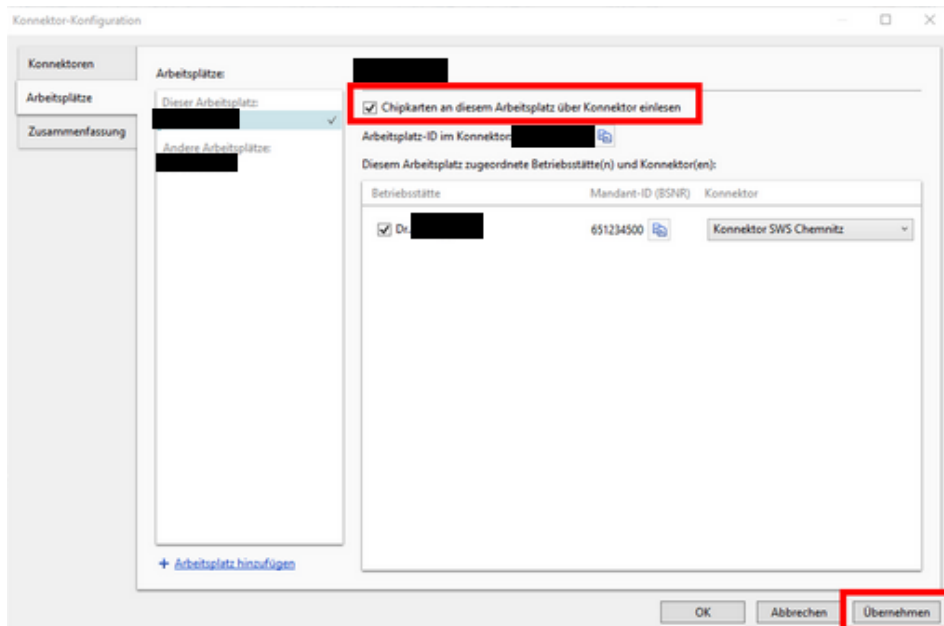 Konnektor-Konfiguration
Konnektoren
Arbeitsplätze
Zusammenfassung
Arbeitsplätze:
Dieser Arbeitsplatz:
Andere Arbeitsplätze:
+ Arbeitsplatz hinzufügen
Chipkarten an diesem Arbeitsplatz über Konnektor einlesen
Arbeitsplatz-ID im Konnektor:
Diesem Arbeitsplatz zugeordnete Betriebsstätte(n) und Konnektor(en):
Betriebsstätte Mandant-ID (BSNR) Konnektor
Dr. 651234500 Konnektor SWS Chemnitz
OK Abbrechen Übernehmen